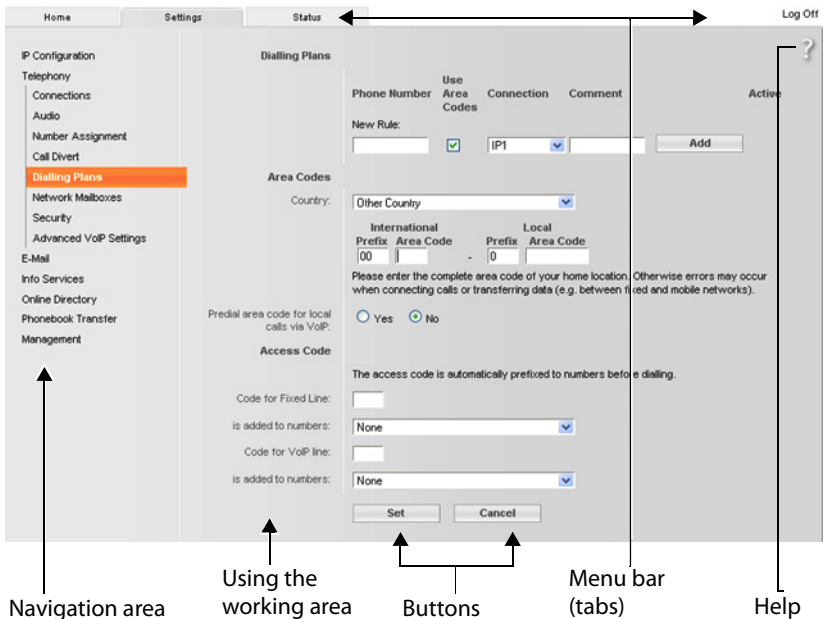 Home Settings Status Log Off
?
IP Configuration
Telephony
Connections
Audio
Number Assignment
Call Divert
Dialling Plans
Network Mailboxes
Security
Advanced VoIP Settings
E-Mail
Info Services
Online Directory
Phonebook Transfer
Management
Dialling Plans
Phone Number Use Area Codes Connection Comment Active
New Rule:
IP1 Add
Area Codes
Country: Other Country
International Local
Prefix Area Code Prefix Area Code
00 - 0
Please enter the complete area code of your home location. Otherwise errors may occur
when connecting calls or transferring data (e.g. between fixed and mobile networks).
Predial area code for local
calls via VoIP: Yes No
Access Code
The access code is automatically prefixed to numbers before dialling.
Code for Fixed Line:
is added to numbers: None
Code for VoIP line:
is added to numbers: None
Set Cancel
Navigation area
Using the
working area
Buttons
Menu bar
(tabs)
Help